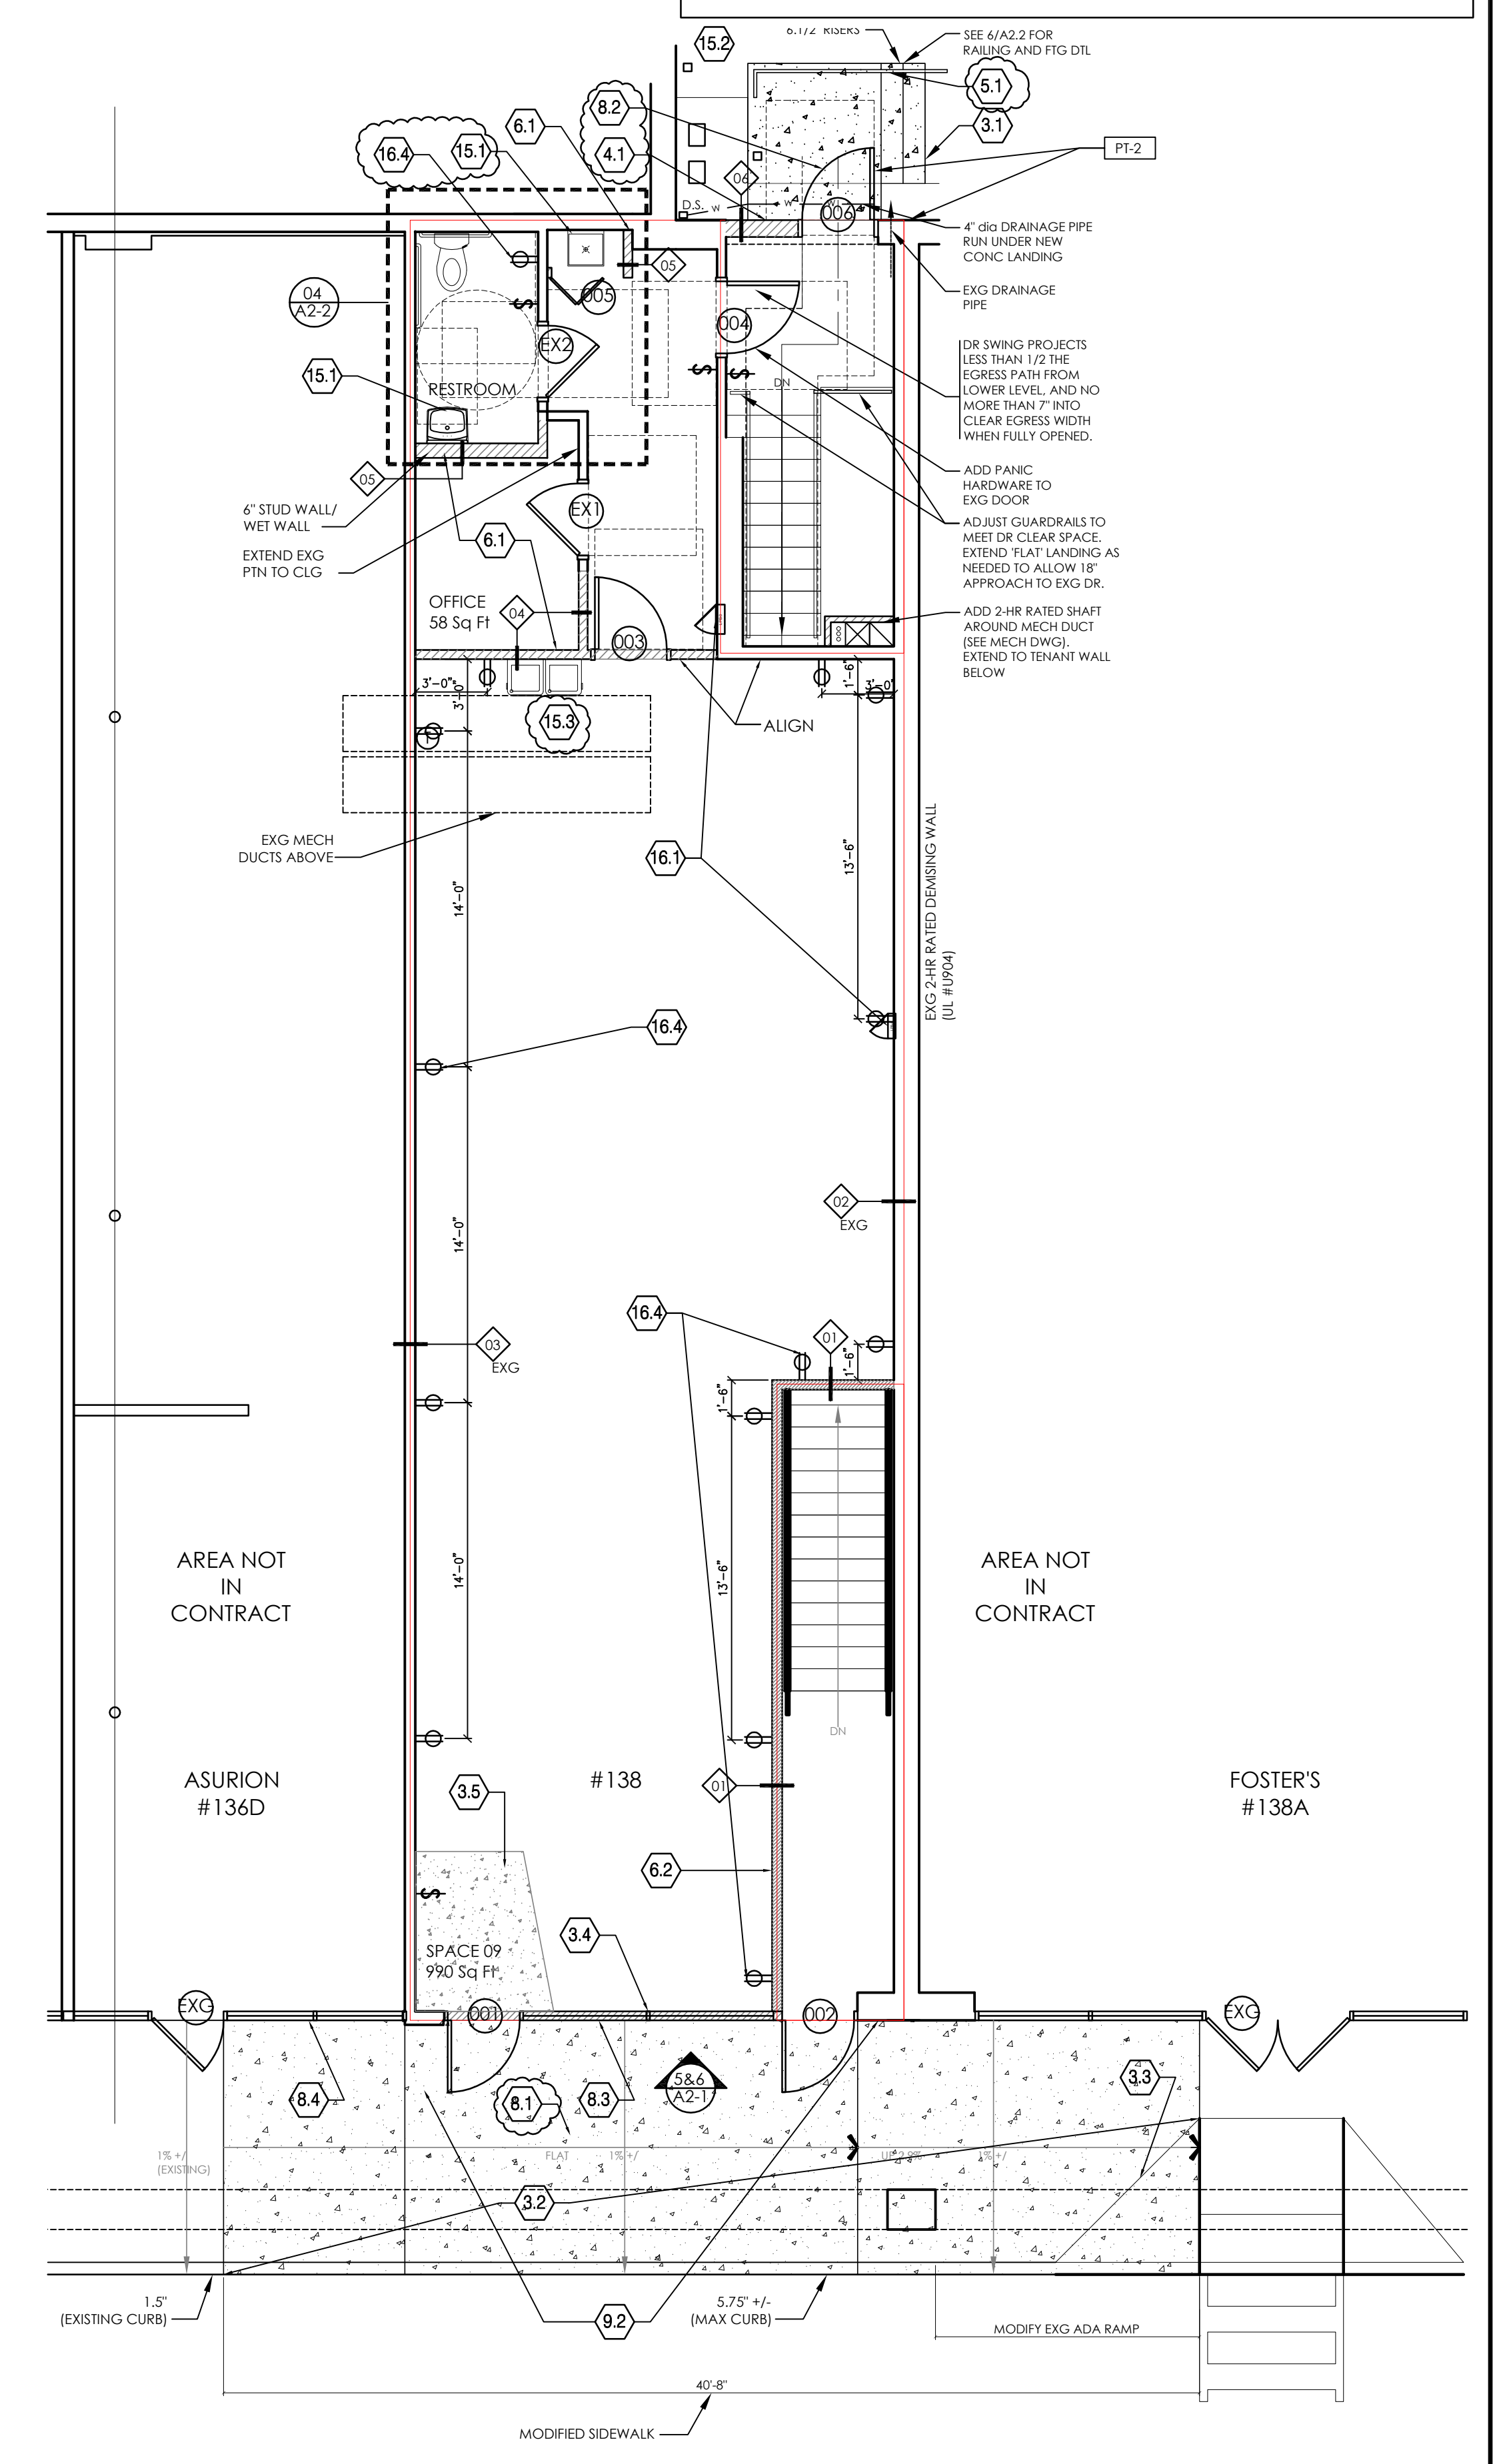 6.1/2" RISERS
SEE 6/A2.2 FOR
RAILING AND FTG DTL
15.2
5.1
8.2
3.1
6.1
PT-2
16.4
15.1
4.1
06
D.S.
W
W
W
006
4" dia DRAINAGE PIPE
RUN UNDER NEW
CONC LANDING
05
EXG DRAINAGE
PIPE
04
A2-2
005
004
EX2
DR SWING PROJECTS
LESS THAN 1/2 THE
EGRESS PATH FROM
LOWER LEVEL, AND NO
MORE THAN 7" INTO
CLEAR EGRESS WIDTH
WHEN FULLY OPENED.
15.1
RESTROOM
DN
S
S
S
05
ADD PANIC
HARDWARE TO
EXG DOOR
6" STUD WALL/
WET WALL
EX1
ADJUST GUARDRAILS TO
MEET DR CLEAR SPACE.
EXTEND 'FLAT' LANDING AS
NEEDED TO ALLOW 18"
APPROACH TO EXG DR.
6.1
EXTEND EXG
PTN TO CLG
OFFICE
58 Sq Ft
04
003
ADD 2-HR RATED SHAFT
AROUND MECH DUCT
(SEE MECH DWG).
EXTEND TO TENANT WALL
BELOW
3'-0"
3'-0"
1'-6"
3'-0"
15.3
ALIGN
T
EXG MECH
DUCTS ABOVE
16.1
13'-6"
14'-0"
EXG 2-HR RATED DEMISING WALL
(UL #U904)
16.4
02
EXG
14'-0"
16.4
01
03
EXG
1'-6"
1'-6"
AREA NOT
IN
CONTRACT
14'-0"
13'-6"
AREA NOT
IN
CONTRACT
DN
ASURION
#136D
3.5
#138
01
FOSTER'S
#138A
6.2
S
3.4
SPACE 09
990 Sq Ft
EXG
001
002
EXG
8.4
8.1
8.3
5&6
A2-1
3.3
1% +/
(EXISTING)
FLAT
1% +/
UP 2.9%
1% +/
3.2
1.5"
(EXISTING CURB)
9.2
5.75" +/-
(MAX CURB)
MODIFY EXG ADA RAMP
40'-8"
MODIFIED SIDEWALK